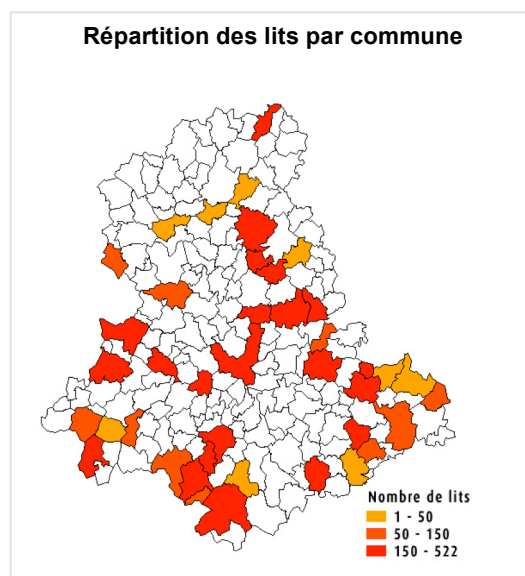 Répartition des lits par commune
Nombre de lits
1 - 50
50 - 150
150 - 522